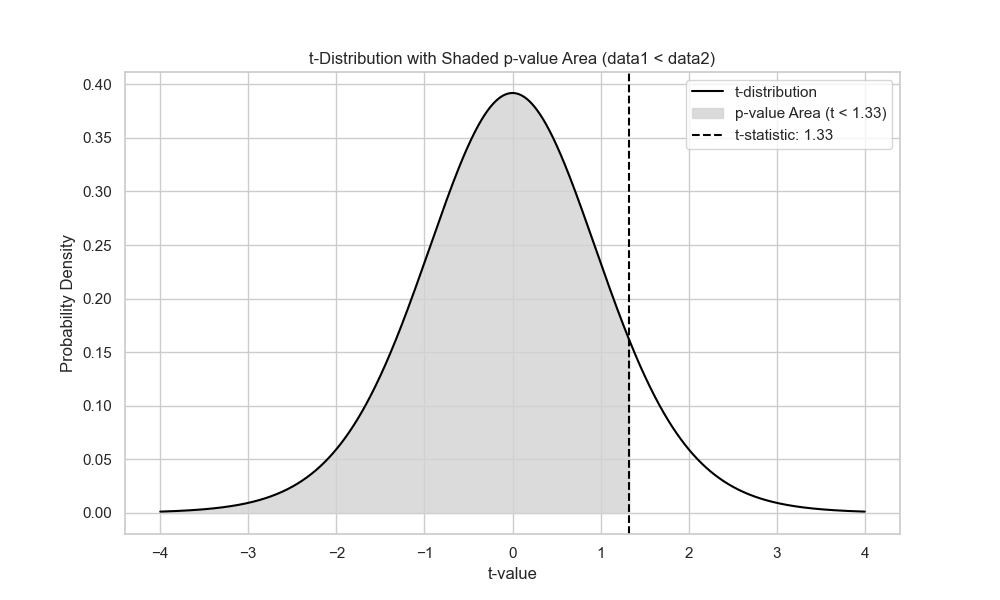 t-Distribution with Shaded p-value Area (data1 < data2)
t-distribution
p-value Area (t < 1.33)
t-statistic: 1.33
Probability Density
0.40
0.35
0.30
0.25
0.20
0.15
0.10
0.05
0.00
−4 −3 −2 −1 0 1 2 3 4
t-value